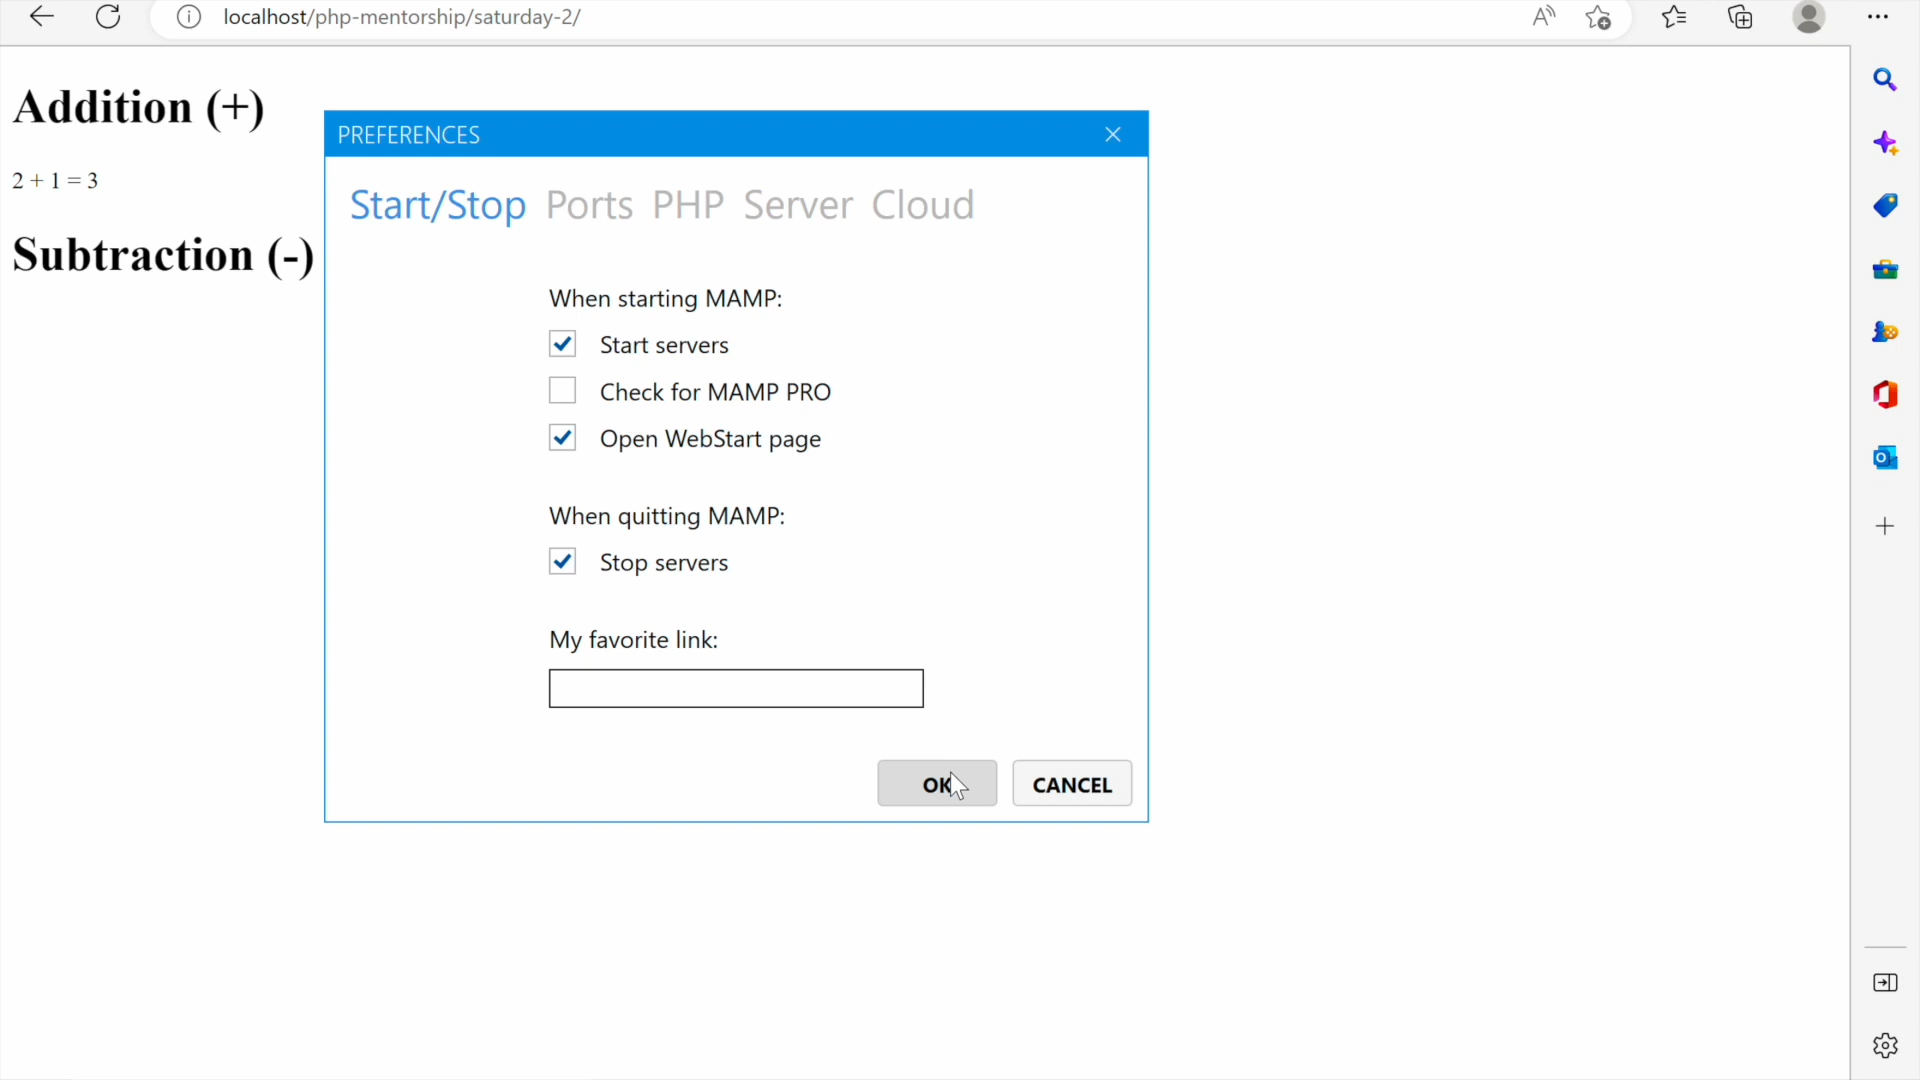 localhost/php-mentorship/saturday-2/
Addition (+)
2 + 1 = 3
Subtraction (-)
PREFERENCES
Start/Stop Ports PHP Server Cloud
When starting MAMP:
Start servers
Check for MAMP PRO
Open WebStart page
When quitting MAMP:
Stop servers
My favorite link:
OK CANCEL